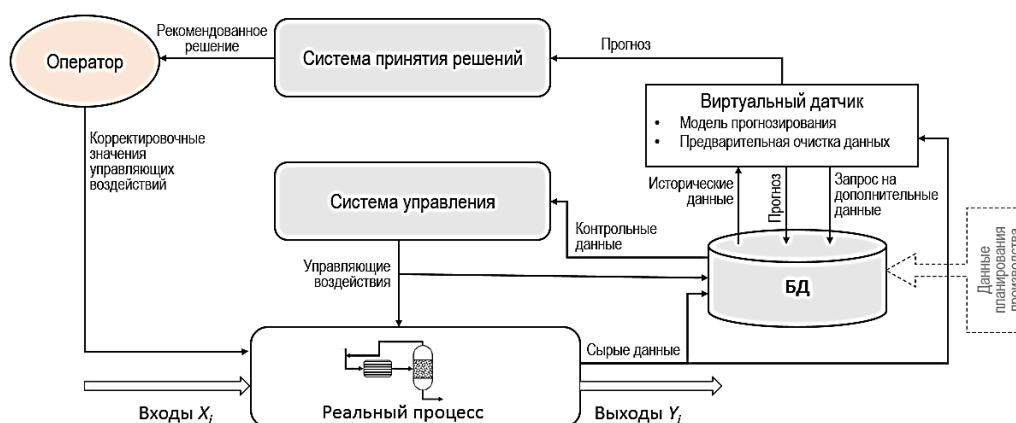 Рекомендованное
решение
Оператор
Система принятия решений
Прогноз
Виртуальный датчик
• Модель прогнозирования
• Предварительная очистка данных
Корректировочные
значения
управляющих
воздействий
Система управления
Исторические
данные
Прогноз
Запрос на
дополнительные
данные
Контрольные
данные
Управляющие
воздействия
БД
Данные
планирования
производства
Сырые данные
Реальный процесс
Входы Xi
Выходы Yi